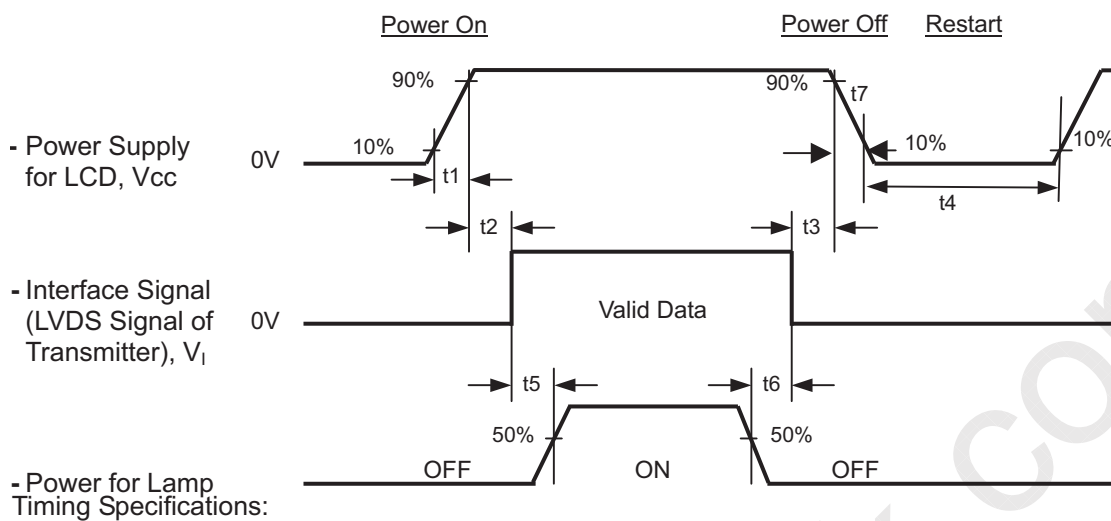 Power On Power Off Restart
90% 90% t7
10% 10% 10%
- Power Supply
for LCD, Vcc
0V
t1 t4
t2 t3
- Interface Signal
(LVDS Signal of
Transmitter), VI
0V
Valid Data
t5 t6
50% 50%
OFF ON OFF
- Power for Lamp
Timing Specifications: